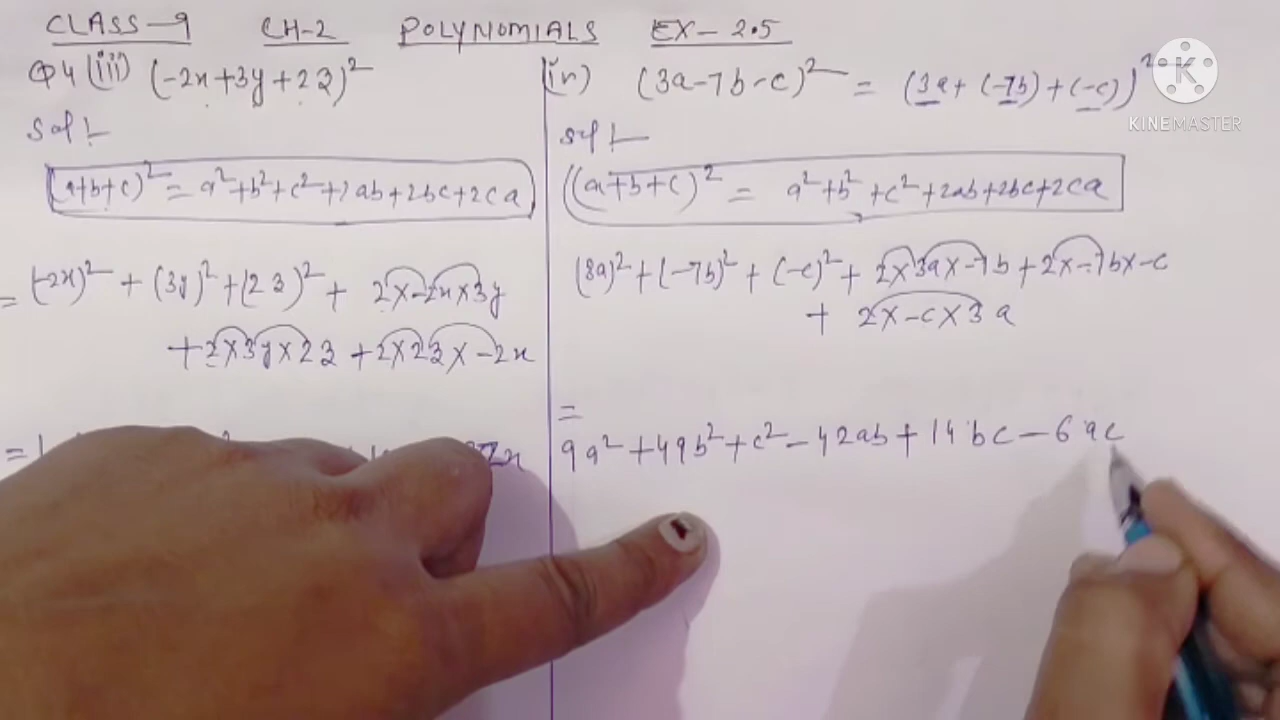 CLASS-9 CH-2 POLYNOMIALS EX-2.5
Q4 (iii) (-2x+3y+2z)²
Sol:-
(a+b+c)² = a²+b²+c²+2ab+2bc+2ca
= (-2x)² + (3y)² + (2z)² + 2×-2x×3y
+2×3y×2z +2×2z×-2x
(iv) (3a-7b-c)² = (3a+(-7b)+(-c))²
Sol:-
((a+b+c)² = a²+b²+c²+2ab+2bc+2ca
(3a)²+(-7b)²+(-c)²+ 2×3a×-7b+2×-7b×-c
+ 2×-c×3a
=
9a²+49b²+c²-42ab+14bc-6ac
K
KINEMASTER